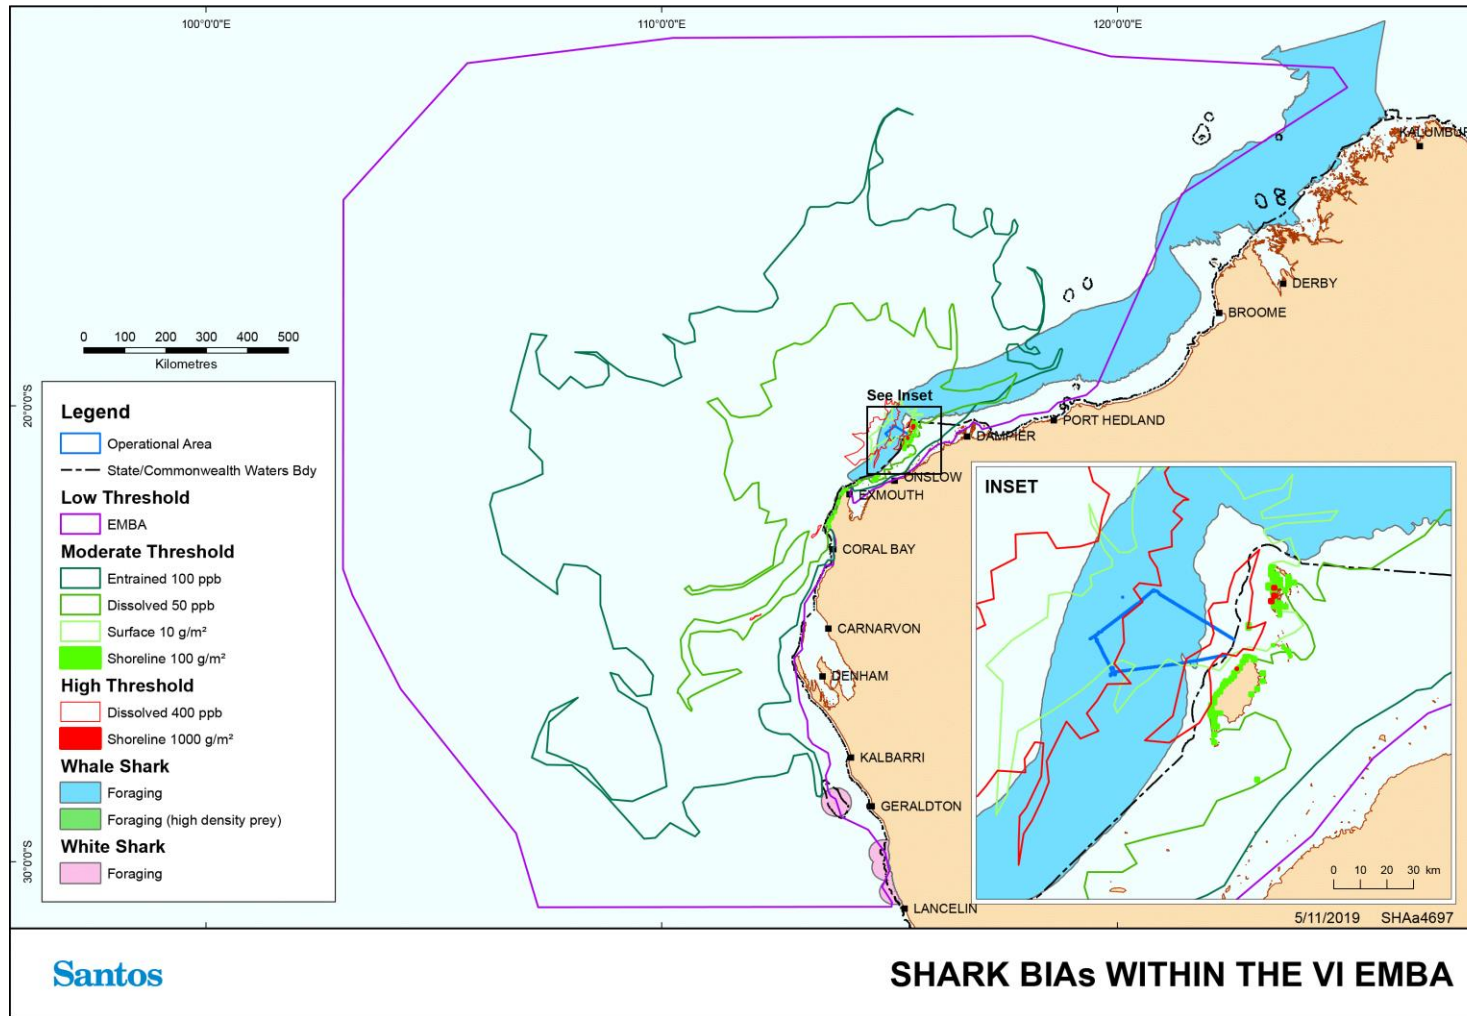 100°0'0"E
110°0'0"E
120°0'0"E
KALUMBUR
DERBY
BROOME
0 100 200 300 400 500
Kilometres
20°0'0"S
See Inset
PORT HEDLAND
DAMPIER
ONSLOW
EXMOUTH
CORAL BAY
CARNARVON
DENHAM
KALBARRI
GERALDTON
LANCELIN
30°0'0"S
Legend
Operational Area
State/Commonwealth Waters Bdy
Low Threshold
EMBA
Moderate Threshold
Entrained 100 ppb
Dissolved 50 ppb
Surface 10 g/m²
Shoreline 100 g/m²
High Threshold
Dissolved 400 ppb
Shoreline 1000 g/m²
Whale Shark
Foraging
Foraging (high density prey)
White Shark
Foraging
INSET
0 10 20 30 km
5/11/2019 SHAa4697
Santos
SHARK BIAs WITHIN THE VI EMBA